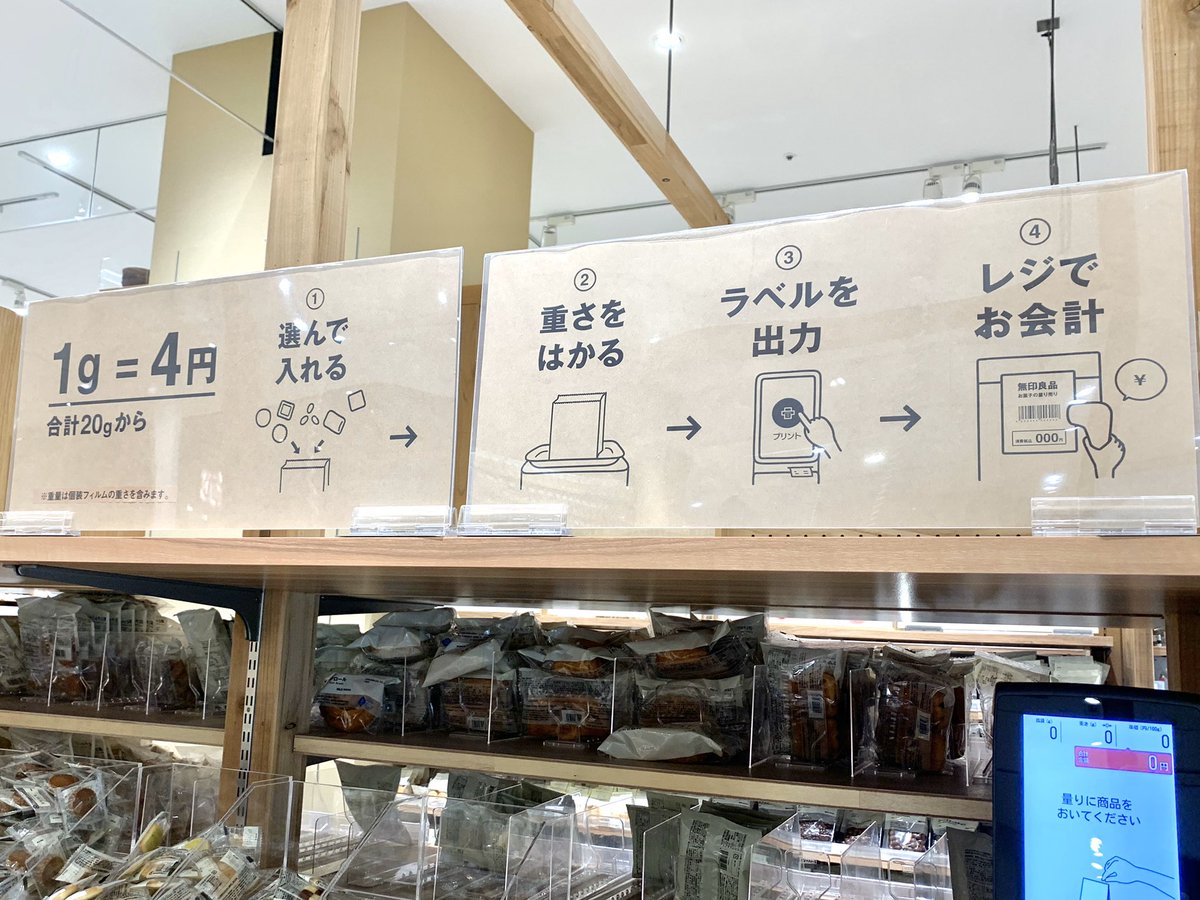 1g = 4円
合計20gから
※重量は個装フィルムの重さを含みます。
①
選んで
入れる
②
重さを
はかる
③
ラベルを
出力
プリント
④
レジで
お会計
無印良品
お菓子の量り売り
消費税込 000円
¥
0 0 0
0円
量りに商品を
おいてください